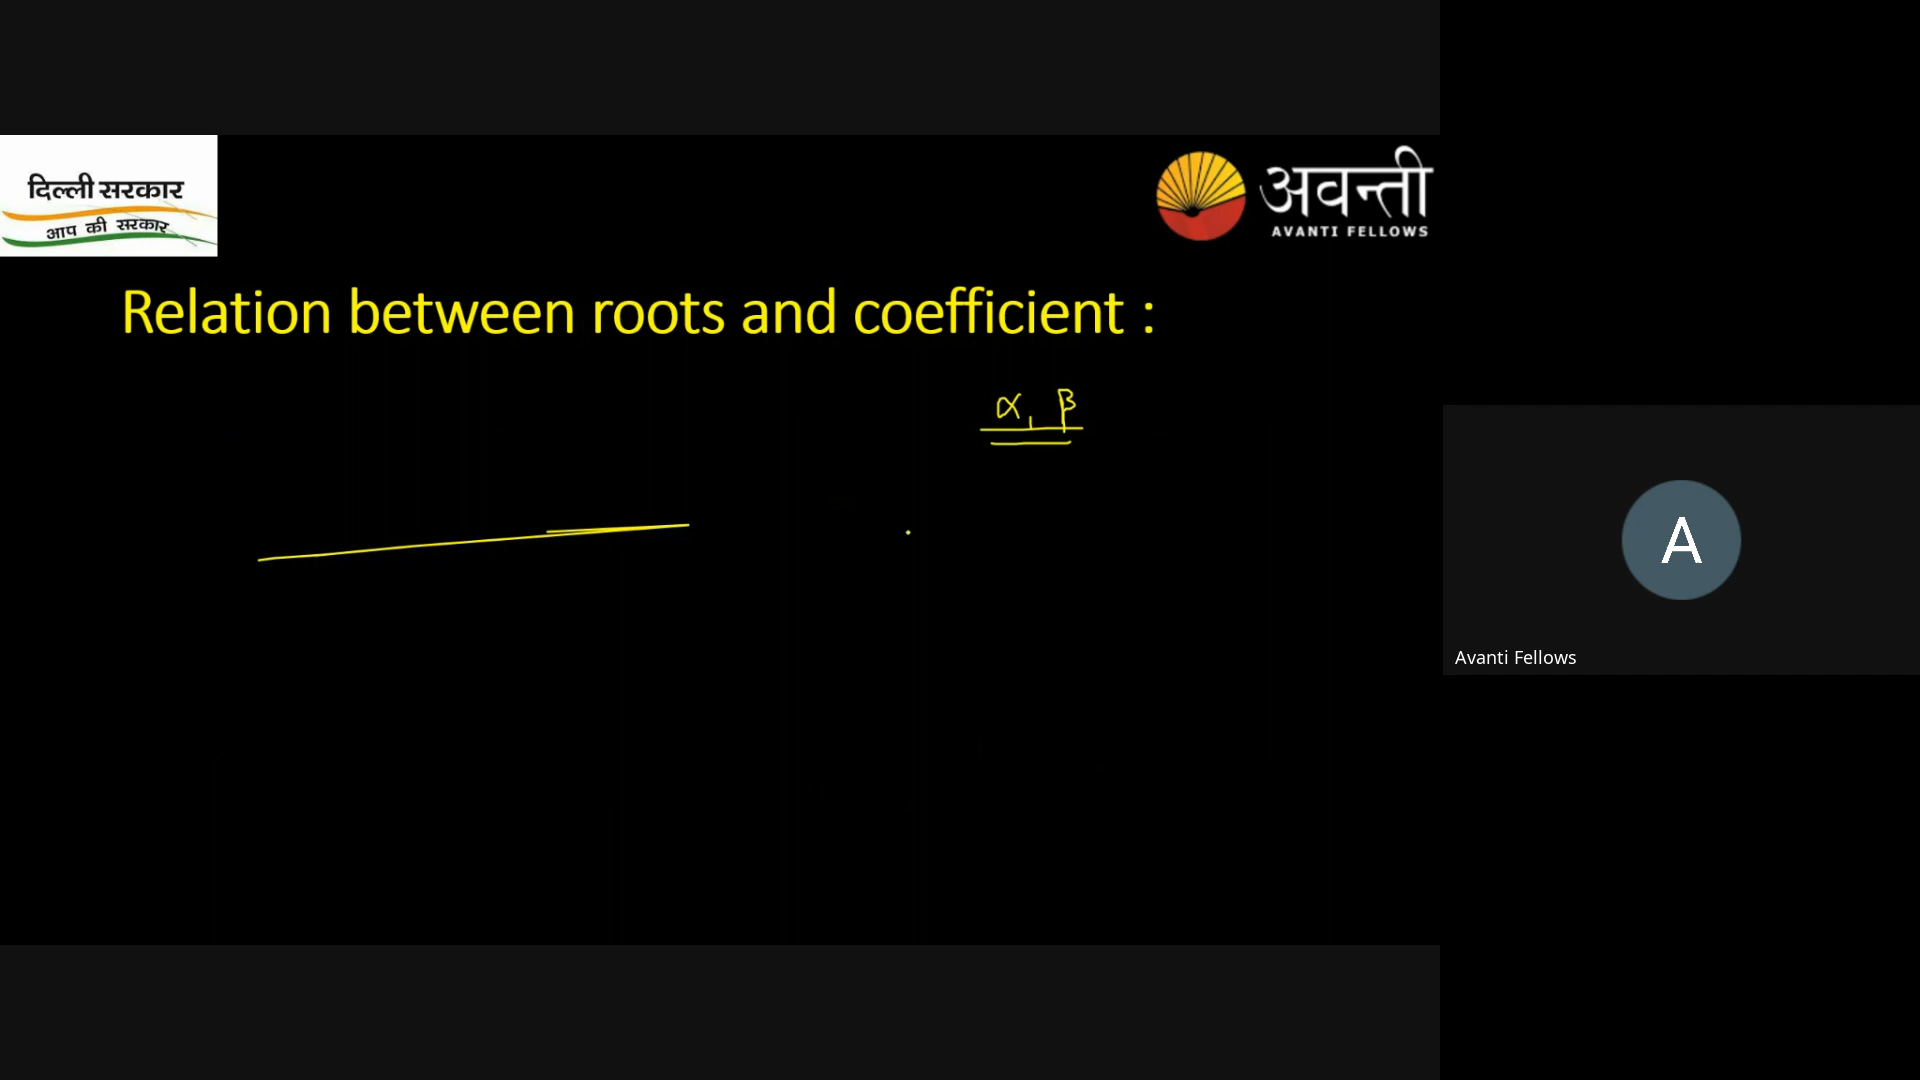 दिल्ली सरकार
आप की सरकार
अवन्ती
AVANTI FELLOWS
Relation between roots and coefficient :
α, β
A
Avanti Fellows